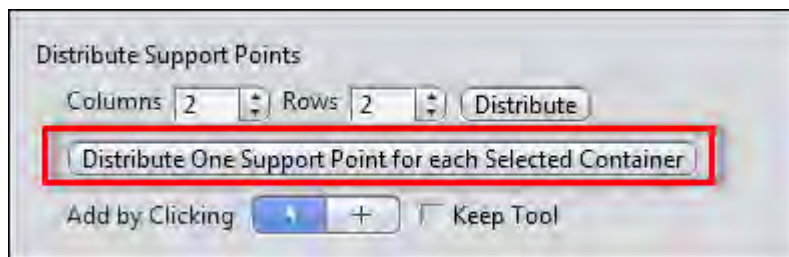 Distribute Support Points
Columns 2 Rows 2 Distribute
Distribute One Support Point for each Selected Container
Add by Clicking + Keep Tool